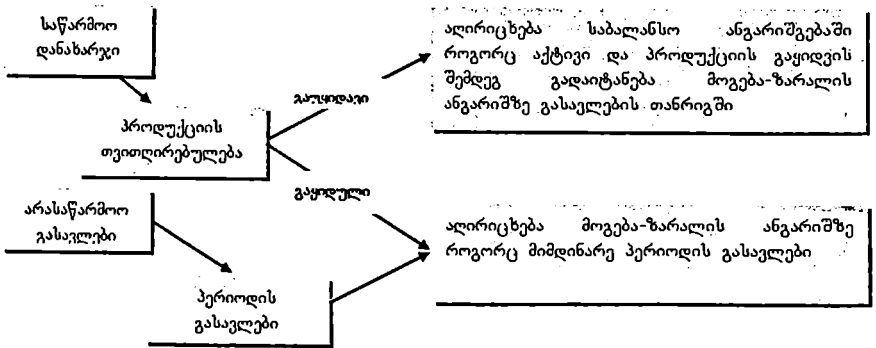 საწარმოო
დანახარჯი
აღირიცხება საბალანსო ანგარიშგებაში
როგორც აქტივი და პროდუქციის გაყიდვის
შემდეგ გადაიტანება მოგება-ზარალის
ანგარიშზე გასავლების თანრიგში
გაუყიდავი
პროდუქციის
თვითღირებულება
გაყიდული
არასაწარმოო
გასავლები
აღირიცხება მოგება-ზარალის ანგარიშზე
როგორც მიმდინარე პერიოდის გასავლები
პერიოდის
გასავლები